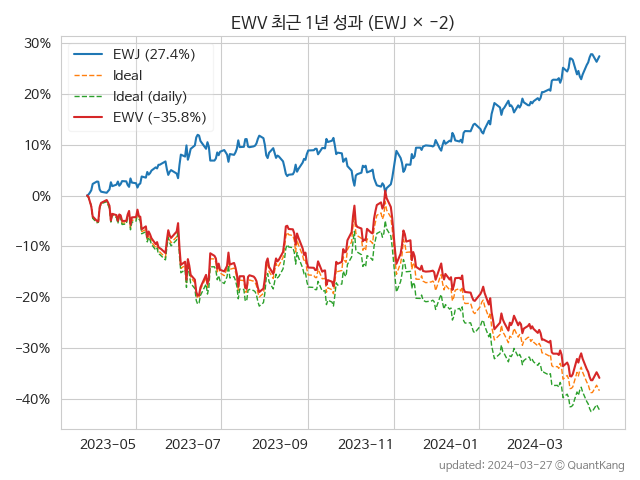 EWV 최근 1년 성과 (EWJ × −2)
30%
20%
10%
0%
−10%
−20%
−30%
−40%
EWJ (27.4%)
Ideal
Ideal (daily)
EWV (−35.8%)
2023-05
2023-07
2023-09
2023-11
2024-01
2024-03
updated: 2024-03-27 © QuantKang